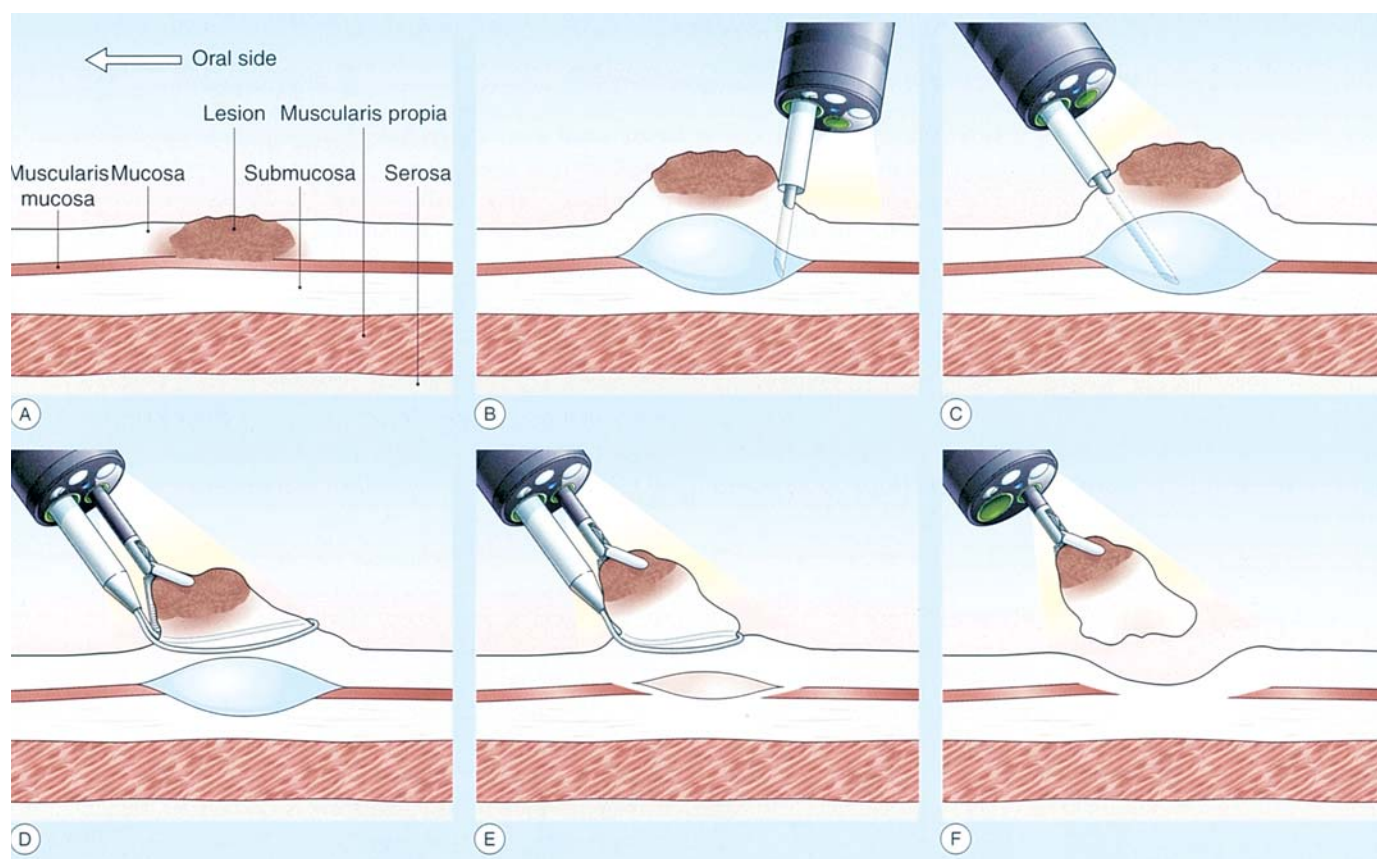 Oral side
Lesion Muscularis propia
Muscularis Mucosa Submucosa Serosa
mucosa
A
B
C
D
E
F